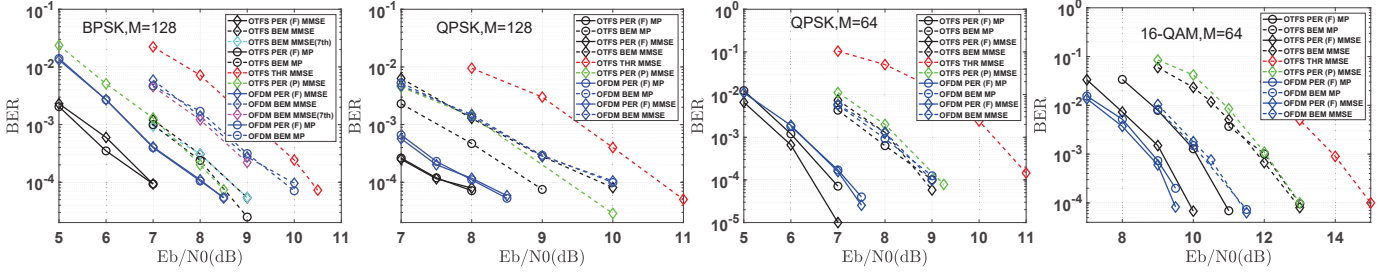 BPSK,M=128
OTFS PER (F) MMSE
OTFS BEM MMSE
OTFS BEM MMSE(7th)
OTFS PER (F) MP
OTFS BEM MP
OTFS THR MMSE
OTFS PER (P) MMSE
OFDM PER (F) MMSE
OFDM BEM MMSE
OFDM BEM MMSE(7th)
OFDM PER (F) MP
OFDM BEM MP
BER
10^-1
10^-2
10^-3
10^-4
5 6 7 8 9 10 11
Eb/N0(dB)
QPSK,M=128
OTFS PER (F) MP
OTFS BEM MP
OTFS PER (F) MMSE
OTFS BEM MMSE
OTFS THR MMSE
OTFS PER (P) MMSE
OFDM PER (F) MP
OFDM BEM MP
OFDM PER (F) MMSE
OFDM BEM MMSE
BER
10^-1
10^-2
10^-3
10^-4
7 8 9 10 11
Eb/N0(dB)
QPSK,M=64
OTFS PER (F) MP
OTFS BEM MP
OTFS PER (F) MMSE
OTFS BEM MMSE
OTFS THR MMSE
OTFS PER (P) MMSE
OFDM PER (F) MP
OFDM BEM MP
OFDM PER (F) MMSE
OFDM BEM MMSE
BER
10^0
10^-1
10^-2
10^-3
10^-4
10^-5
5 6 7 8 9 10 11
Eb/N0(dB)
16-QAM,M=64
OTFS PER (F) MP
OTFS BEM MP
OTFS PER (F) MMSE
OTFS BEM MMSE
OTFS THR MMSE
OTFS PER (P) MMSE
OFDM PER (F) MP
OFDM BEM MP
OFDM PER (F) MMSE
OFDM BEM MMSE
BER
10^0
10^-1
10^-2
10^-3
10^-4
8 10 12 14
Eb/N0(dB)